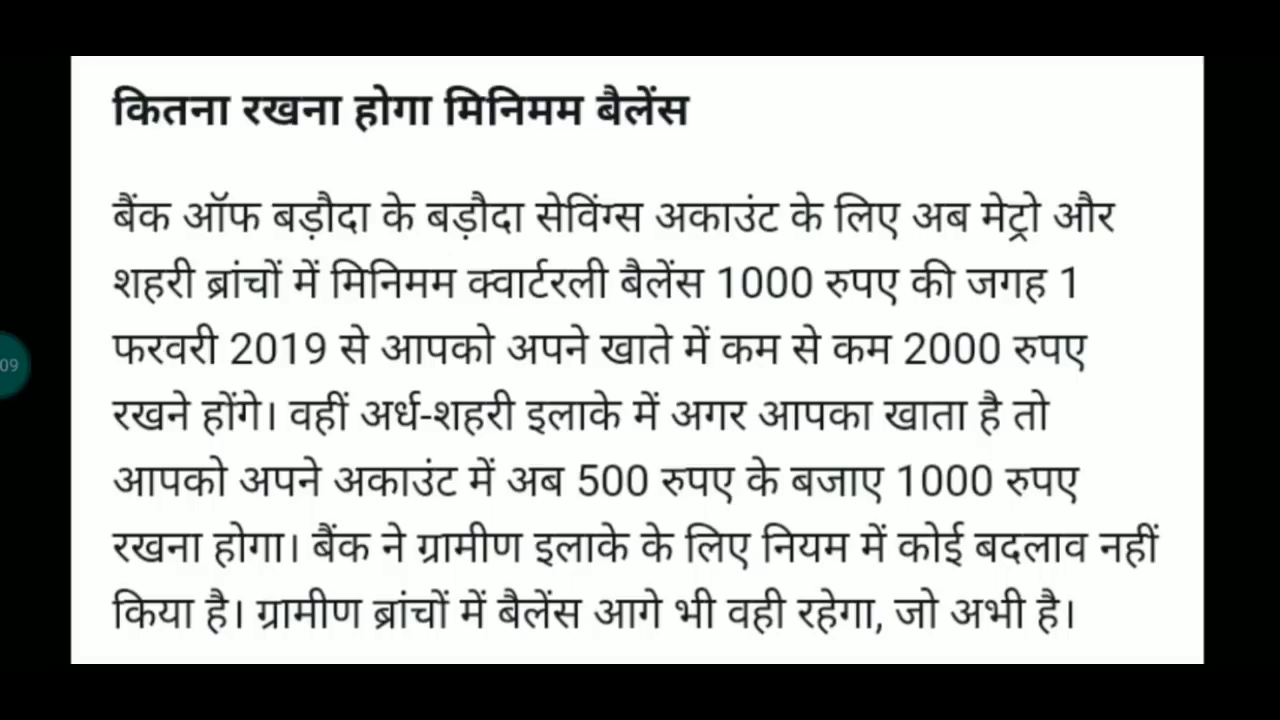 कितना रखना होगा मिनिमम बैलेंस
बैंक ऑफ बड़ौदा के बड़ौदा सेविंग्स अकाउंट के लिए अब मेट्रो और
शहरी ब्रांचों में मिनिमम क्वार्टरली बैलेंस 1000 रुपए की जगह 1
फरवरी 2019 से आपको अपने खाते में कम से कम 2000 रुपए
रखने होंगे। वहीं अर्ध-शहरी इलाके में अगर आपका खाता है तो
आपको अपने अकाउंट में अब 500 रुपए के बजाए 1000 रुपए
रखना होगा। बैंक ने ग्रामीण इलाके के लिए नियम में कोई बदलाव नहीं
किया है। ग्रामीण ब्रांचों में बैलेंस आगे भी वही रहेगा, जो अभी है।
09